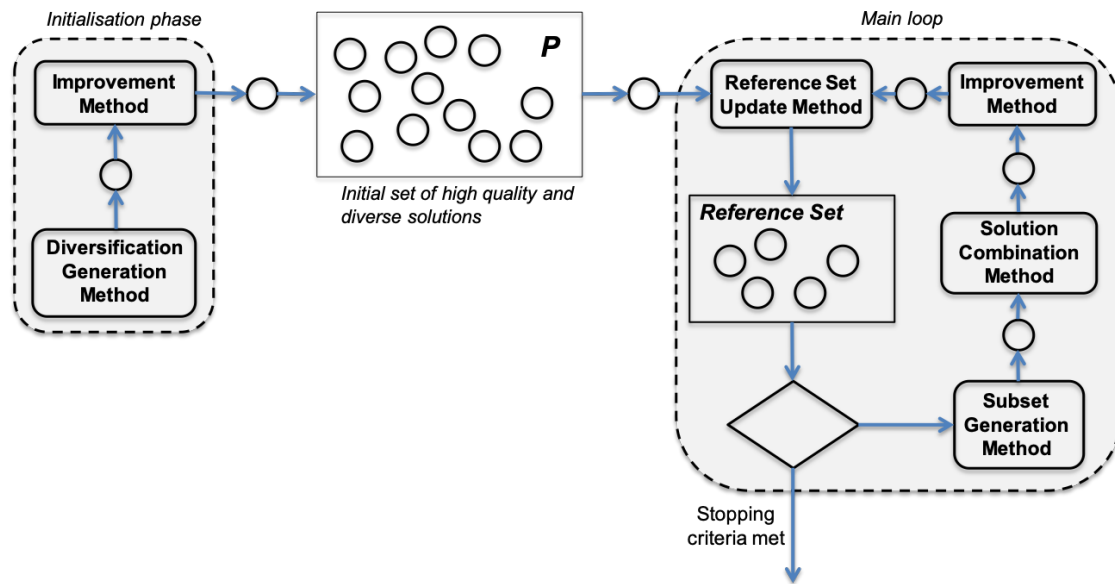 Initialisation phase
Improvement
Method
Diversification
Generation
Method
P
Initial set of high quality and
diverse solutions
Main loop
Reference Set
Update Method
Improvement
Method
Reference Set
Solution
Combination
Method
Subset
Generation
Method
Stopping
criteria met